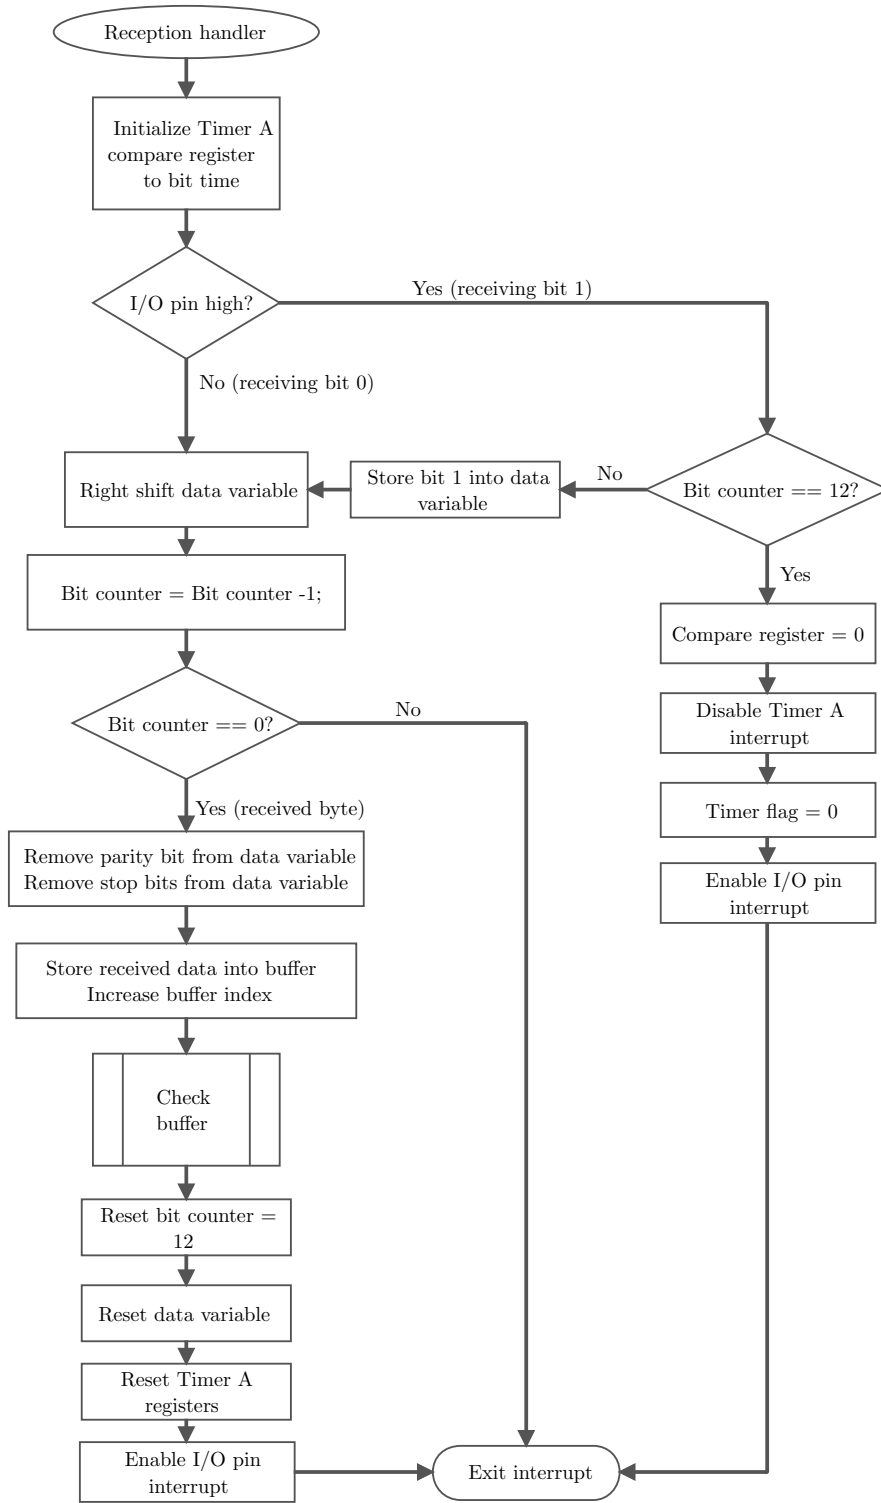 Reception handler
Initialize Timer A
compare register
to bit time
I/O pin high?
Yes (receiving bit 1)
No (receiving bit 0)
Right shift data variable
Store bit 1 into data
variable
No
Bit counter == 12?
Yes
Bit counter = Bit counter -1;
Compare register = 0
Disable Timer A
interrupt
Timer flag = 0
Enable I/O pin
interrupt
Bit counter == 0?
No
Yes (received byte)
Remove parity bit from data variable
Remove stop bits from data variable
Store received data into buffer
Increase buffer index
Check
buffer
Reset bit counter =
12
Reset data variable
Reset Timer A
registers
Enable I/O pin
interrupt
Exit interrupt